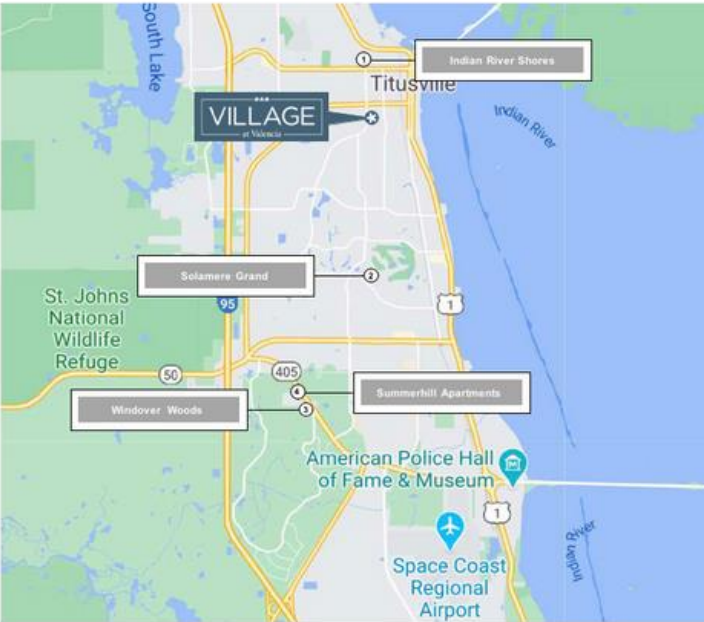 South Lake
1
Indian River Shores
Titusville
VILLAGE
at Valencia
Indian River
Solamere Grand
2
St. Johns
National
Wildlife
Refuge
95
1
50
405
4
Summerhill Apartments
Windover Woods
3
American Police Hall
of Fame & Museum
1
Space Coast
Regional
Airport
Indian River